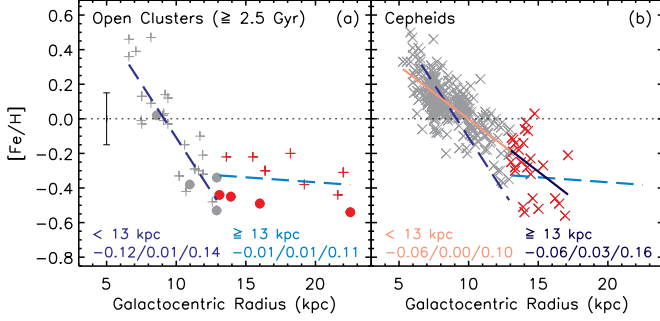 Open Clusters (≧ 2.5 Gyr) (a)
Cepheids (b)
[Fe/H]
0.6
0.4
0.2
0.0
−0.2
−0.4
−0.6
−0.8
< 13 kpc
−0.12/0.01/0.14
≧ 13 kpc
−0.01/0.01/0.11
< 13 kpc
−0.06/0.00/0.10
≧ 13 kpc
−0.06/0.03/0.16
5 10 15 20
5 10 15 20
Galactocentric Radius (kpc)
Galactocentric Radius (kpc)